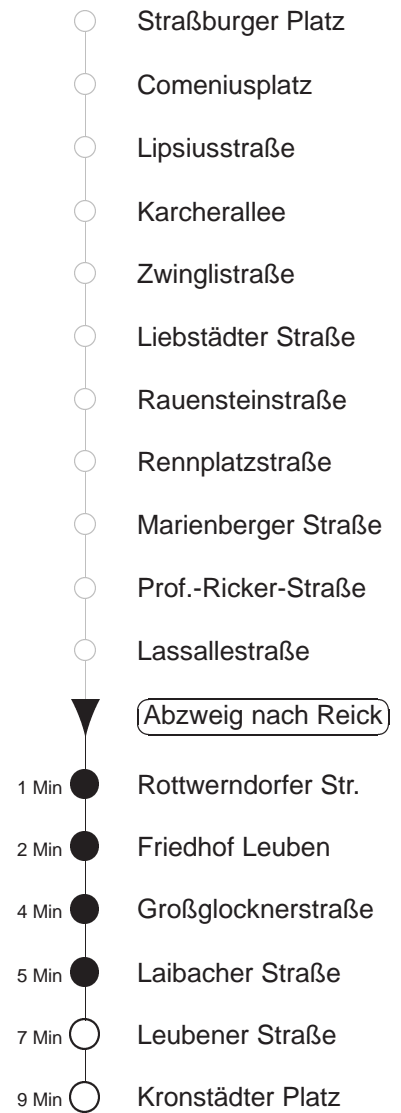 Straßburger Platz
Comeniusplatz
Lipsiusstraße
Karcherallee
Zwinglistraße
Liebstädter Straße
Rauensteinstraße
Rennplatzstraße
Marienberger Straße
Prof.-Ricker-Straße
Lassallestraße
Abzweig nach Reick
1 Min Rottwerndorfer Str.
2 Min Friedhof Leuben
4 Min Großglocknerstraße
5 Min Laibacher Straße
7 Min Leubener Straße
9 Min Kronstädter Platz